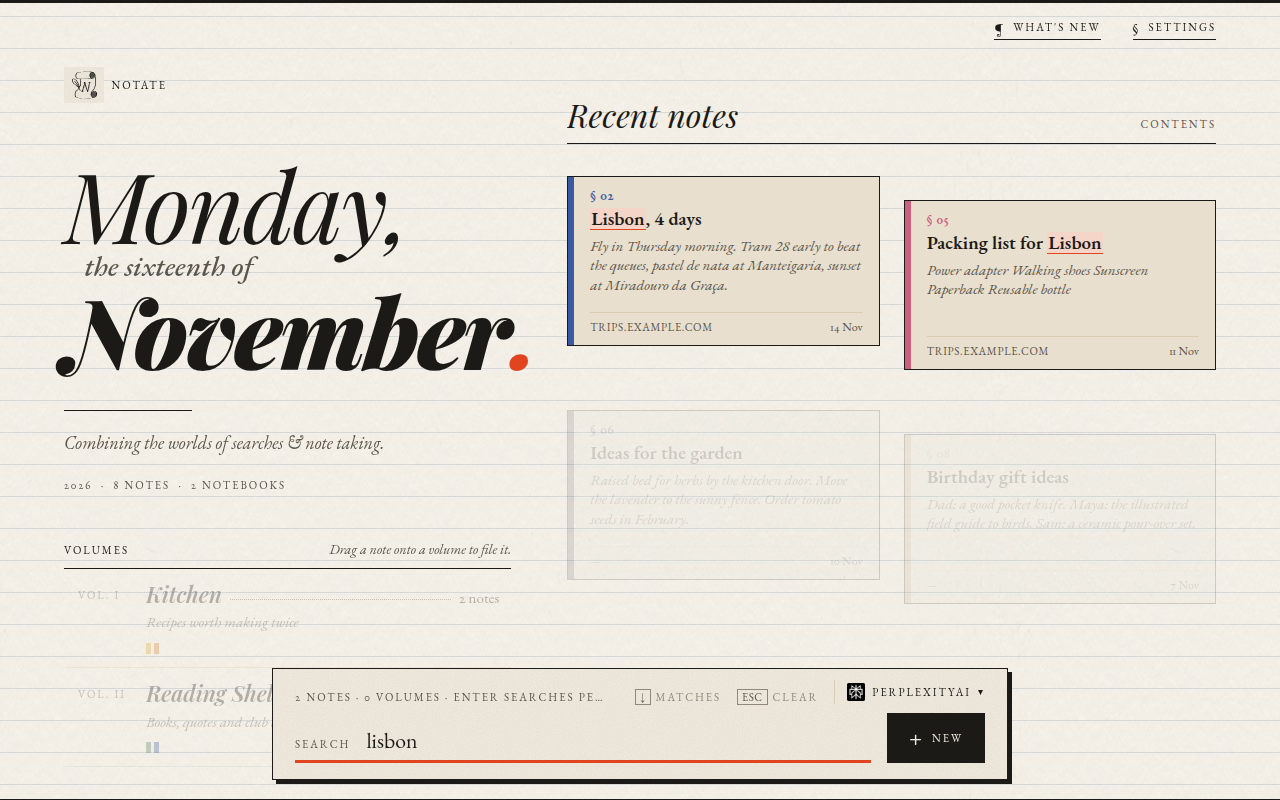 ¶ WHAT'S NEW
§ SETTINGS
NOTATE
Monday,
the sixteenth of
November.
Combining the worlds of searches & note taking.
2026 · 8 NOTES · 2 NOTEBOOKS
VOLUMES
Drag a note onto a volume to file it.
VOL. I
Kitchen
2 notes
Recipes worth making twice
VOL. II
Reading Shel
Books, quotes and club
Recent notes
CONTENTS
§ 02
Lisbon, 4 days
Fly in Thursday morning. Tram 28 early to beat
the queues, pastel de nata at Manteigaria, sunset
at Miradouro da Graça.
TRIPS.EXAMPLE.COM
14 Nov
§ 05
Packing list for Lisbon
Power adapter Walking shoes Sunscreen
Paperback Reusable bottle
TRIPS.EXAMPLE.COM
11 Nov
§ 06
Ideas for the garden
Raised bed for herbs by the kitchen door. Move
the lavender to the sunny fence. Order tomato
seeds in February.
—
10 Nov
§ 08
Birthday gift ideas
Dad: a good pocket knife. Maya: the illustrated
field guide to birds. Sam: a ceramic pour-over set.
—
7 Nov
2 NOTES · 0 VOLUMES · ENTER SEARCHES PE…
↓ MATCHES
ESC CLEAR
PERPLEXITYAI ▾
SEARCH lisbon
+ NEW